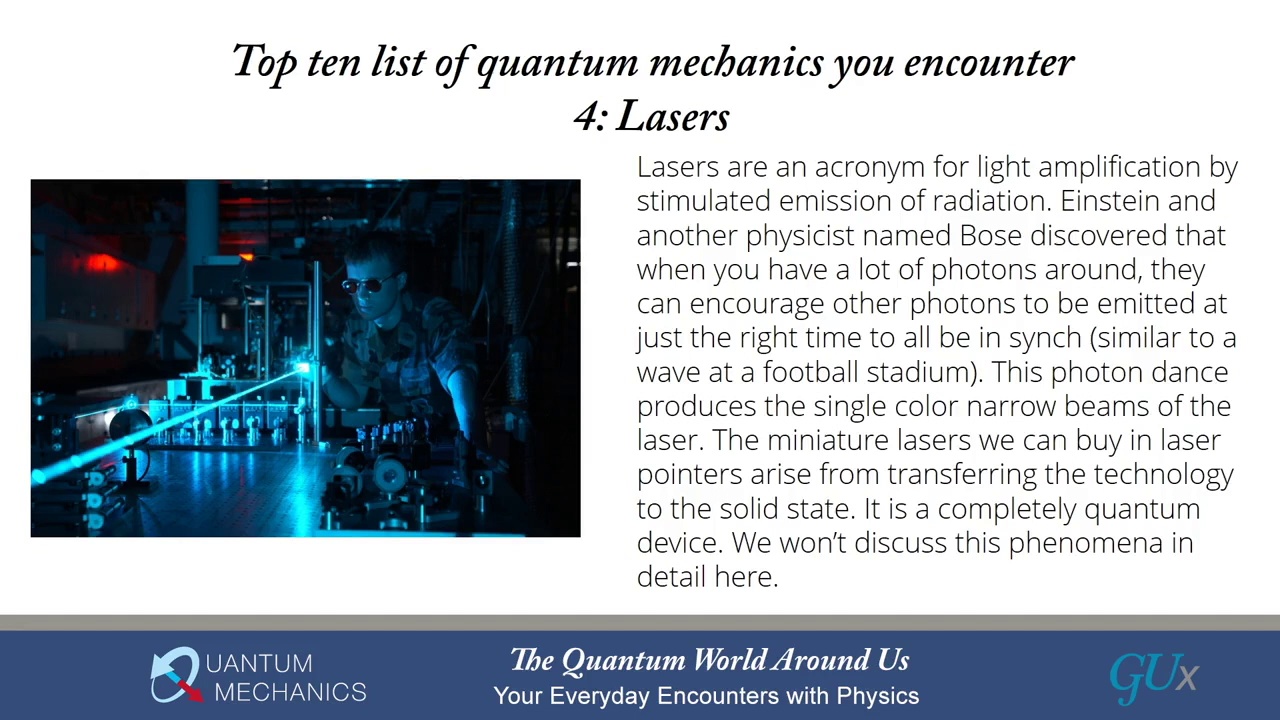 Top ten list of quantum mechanics you encounter
4: Lasers
Lasers are an acronym for light amplification by
stimulated emission of radiation. Einstein and
another physicist named Bose discovered that
when you have a lot of photons around, they
can encourage other photons to be emitted at
just the right time to all be in synch (similar to a
wave at a football stadium). This photon dance
produces the single color narrow beams of the
laser. The miniature lasers we can buy in laser
pointers arise from transferring the technology
to the solid state. It is a completely quantum
device. We won’t discuss this phenomena in
detail here.
QUANTUM
MECHANICS
The Quantum World Around Us
Your Everyday Encounters with Physics
GUx